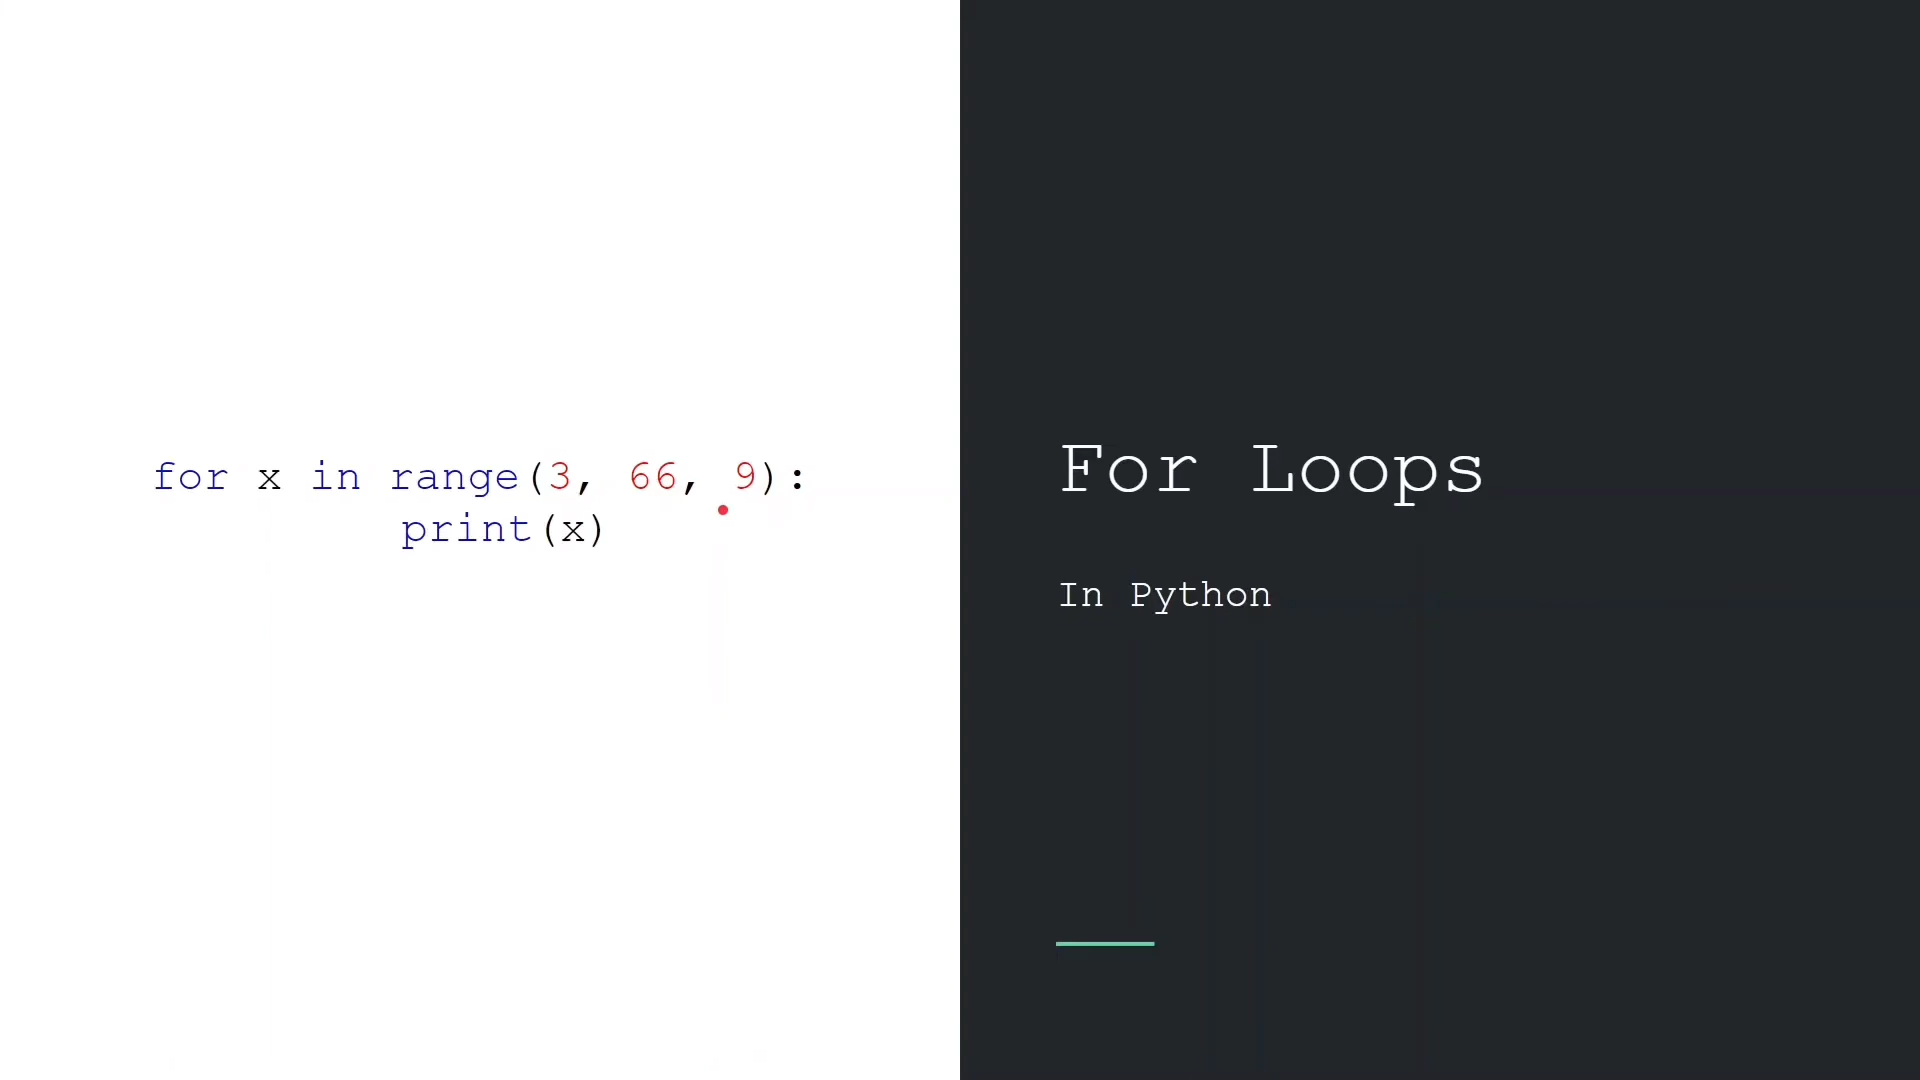 for x in range(3, 66, 9):
print(x)
For Loops
In Python